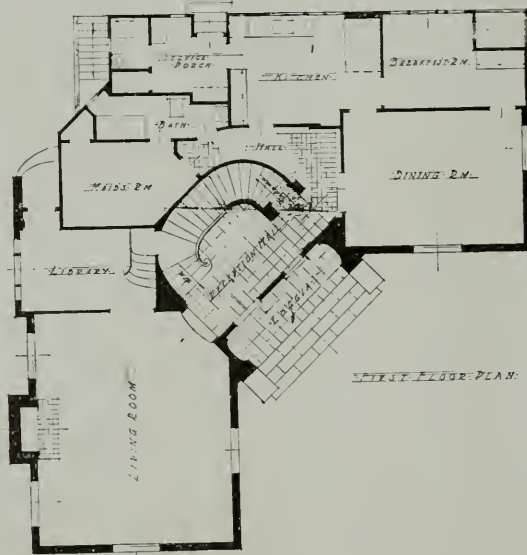 SERVICE
PORCH
KITCHEN
BREAKFAST RM.
BATH
HALL
MAIDS RM
DINING RM.
LIBRARY
RECEPTION HALL
LOGGIA
LIVING ROOM
FIRST FLOOR PLAN